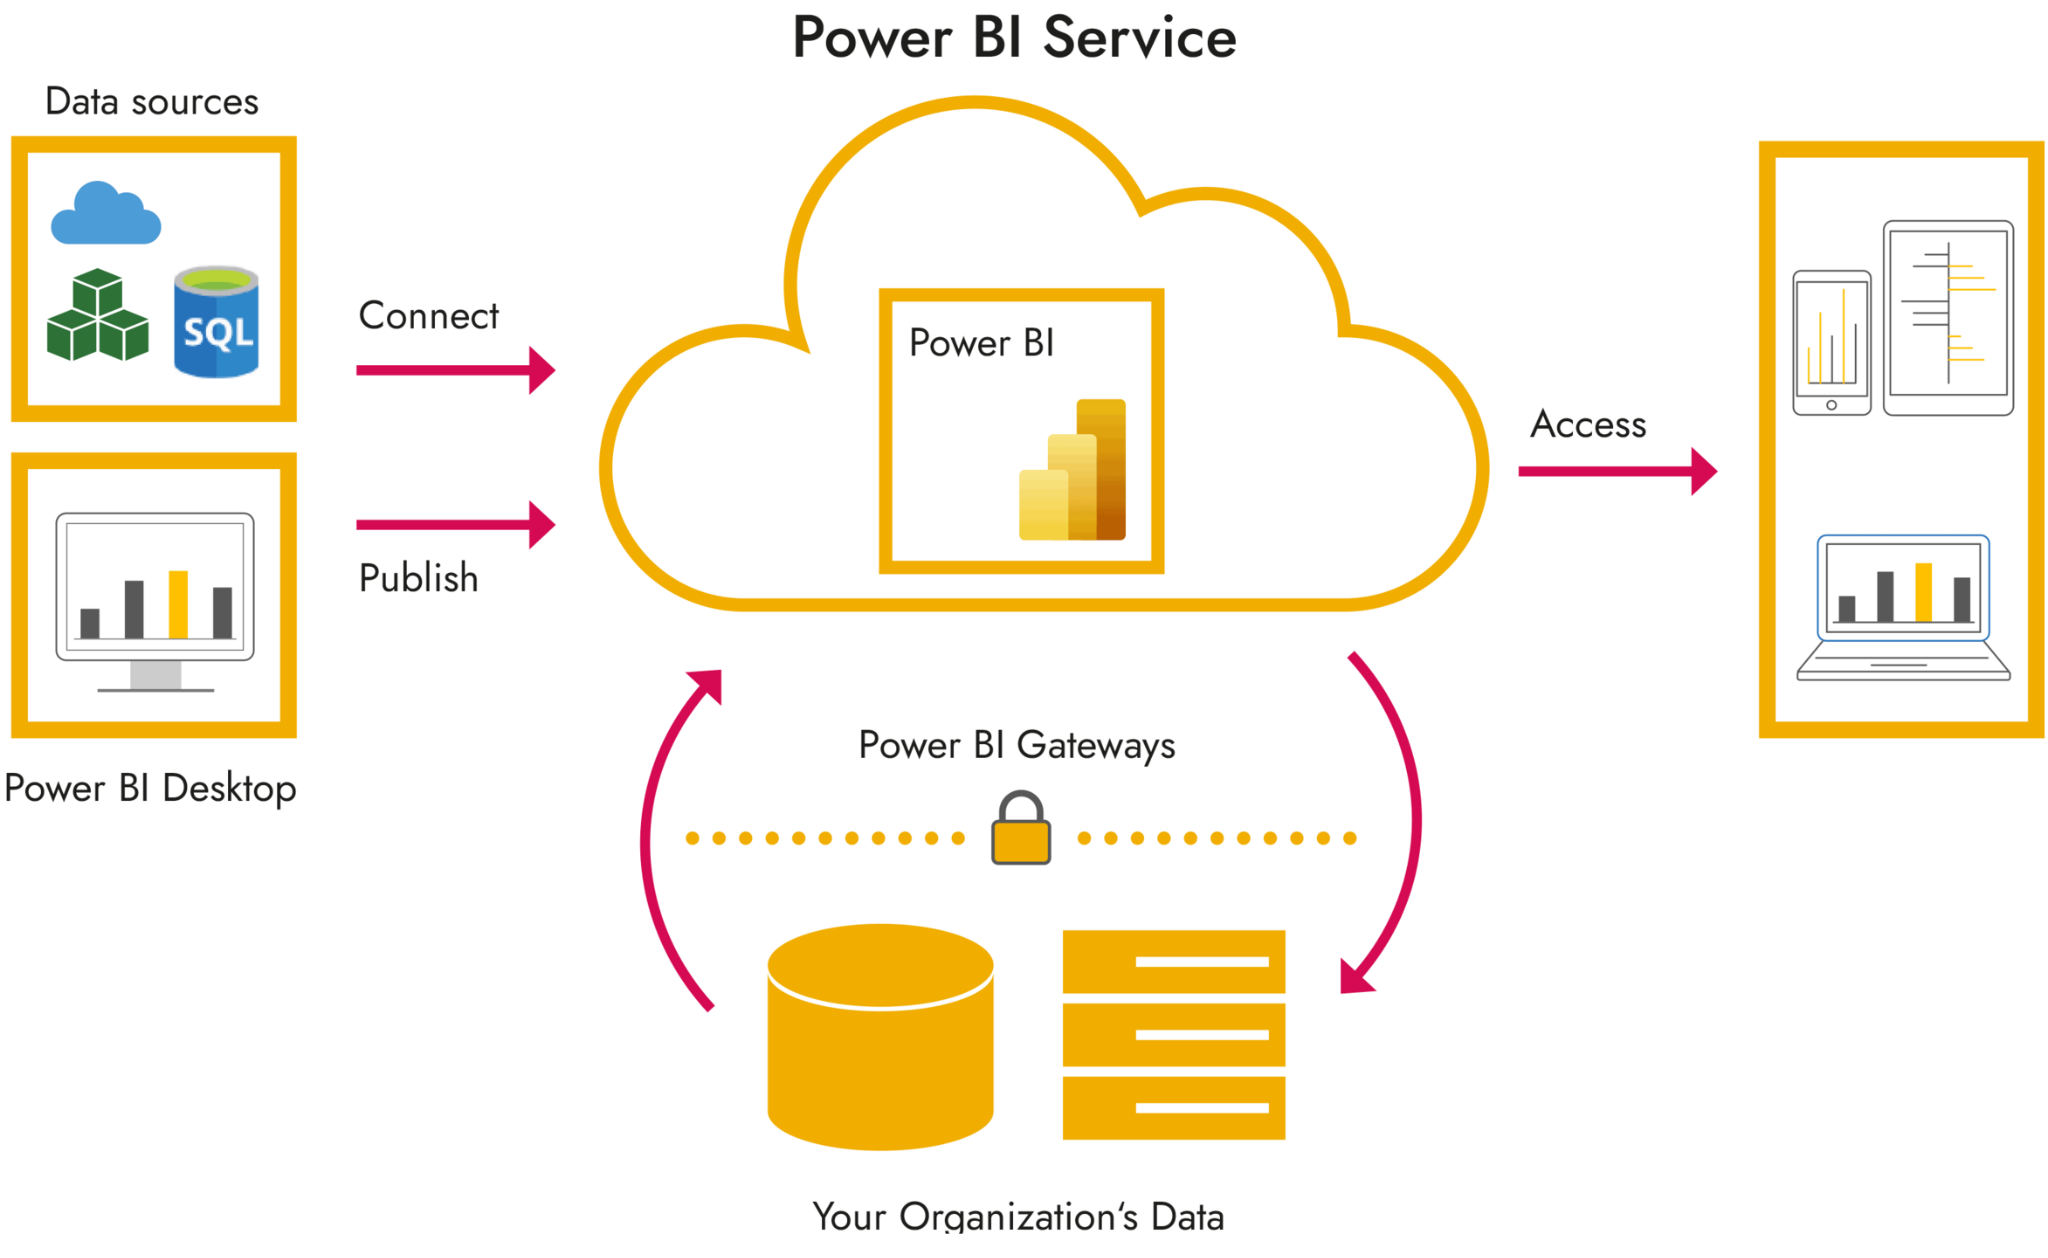 Power BI Service
Data sources
SQL
Connect
Power BI
Access
Publish
Power BI Desktop
Power BI Gateways
Your Organization‘s Data